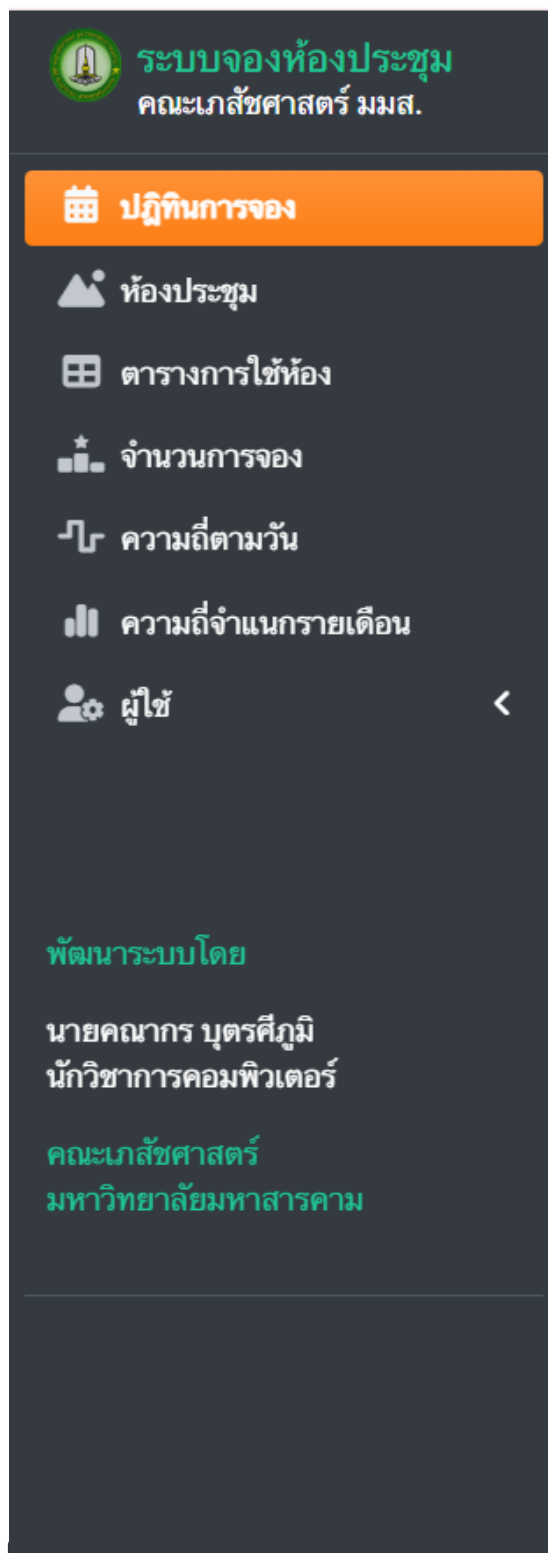 ระบบจองห้องประชุม
คณะเภสัชศาสตร์ มมส.
ปฏิทินการจอง
ห้องประชุม
ตารางการใช้ห้อง
จำนวนการจอง
ความถี่ตามวัน
ความถี่จำแนกรายเดือน
ผู้ใช้
พัฒนาระบบโดย
นายคณากร บุตรศีภูมิ
นักวิชาการคอมพิวเตอร์
คณะเภสัชศาสตร์
มหาวิทยาลัยมหาสารคาม